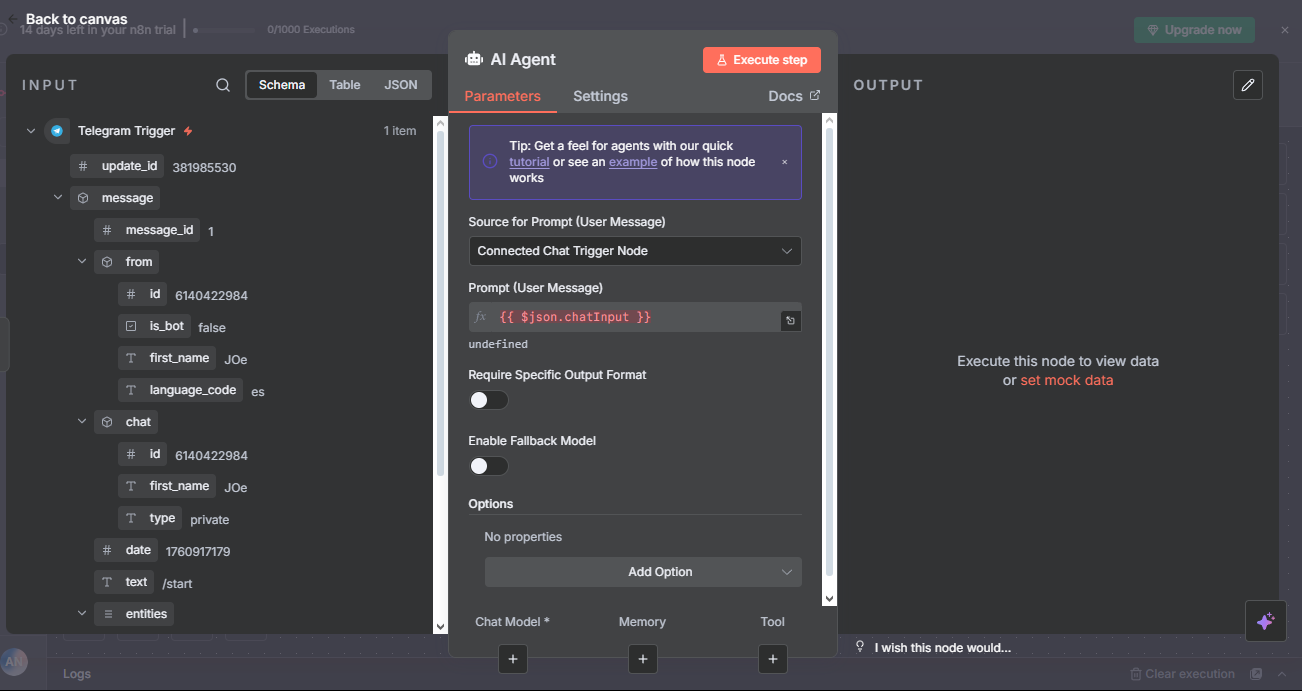 Back to canvas
14 days left in your n8n trial
0/1000 Executions
Upgrade now
INPUT
Schema
Table
JSON
Telegram Trigger
1 item
# update_id 381985530
message
# message_id 1
from
# id 6140422984
is_bot false
T first_name JOe
T language_code es
chat
# id 6140422984
T first_name JOe
T type private
# date 1760917179
T text /start
entities
AI Agent
Execute step
Parameters
Settings
Docs
Tip: Get a feel for agents with our quick
tutorial or see an example of how this node
works
×
Source for Prompt (User Message)
Connected Chat Trigger Node
Prompt (User Message)
fx {{ $json.chatInput }}
undefined
Require Specific Output Format
Enable Fallback Model
Options
No properties
Add Option
Chat Model *
Memory
Tool
+
+
+
OUTPUT
Execute this node to view data
or set mock data
I wish this node would...
AN
Logs
Clear execution